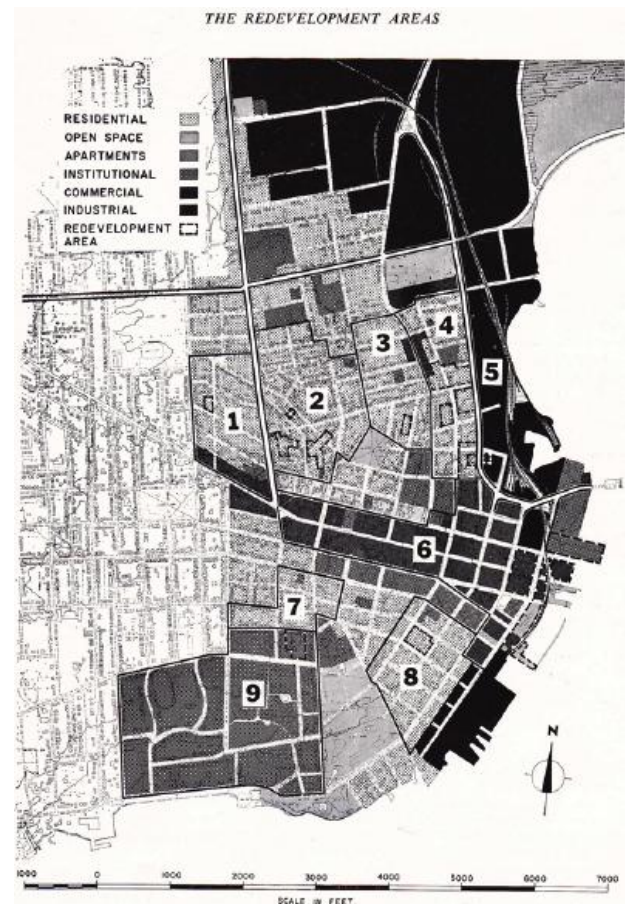 THE REDEVELOPMENT AREAS
RESIDENTIAL
OPEN SPACE
APARTMENTS
INSTITUTIONAL
COMMERCIAL
INDUSTRIAL
REDEVELOPMENT
AREA
4
3
5
2
1
6
7
8
9
N
1000 0 1000 2000 3000 4000 5000 6000 7000
SCALE IN FEET